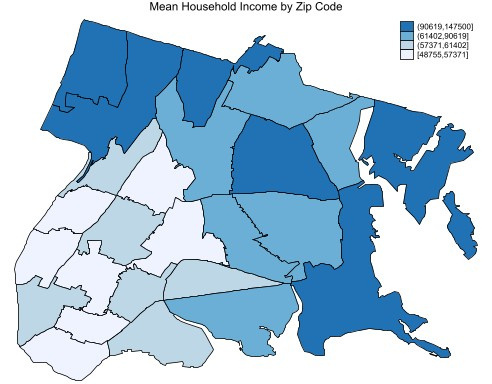 Mean Household Income by Zip Code
(90619,147500]
(61402,90619]
(57371,61402]
[48755,57371]